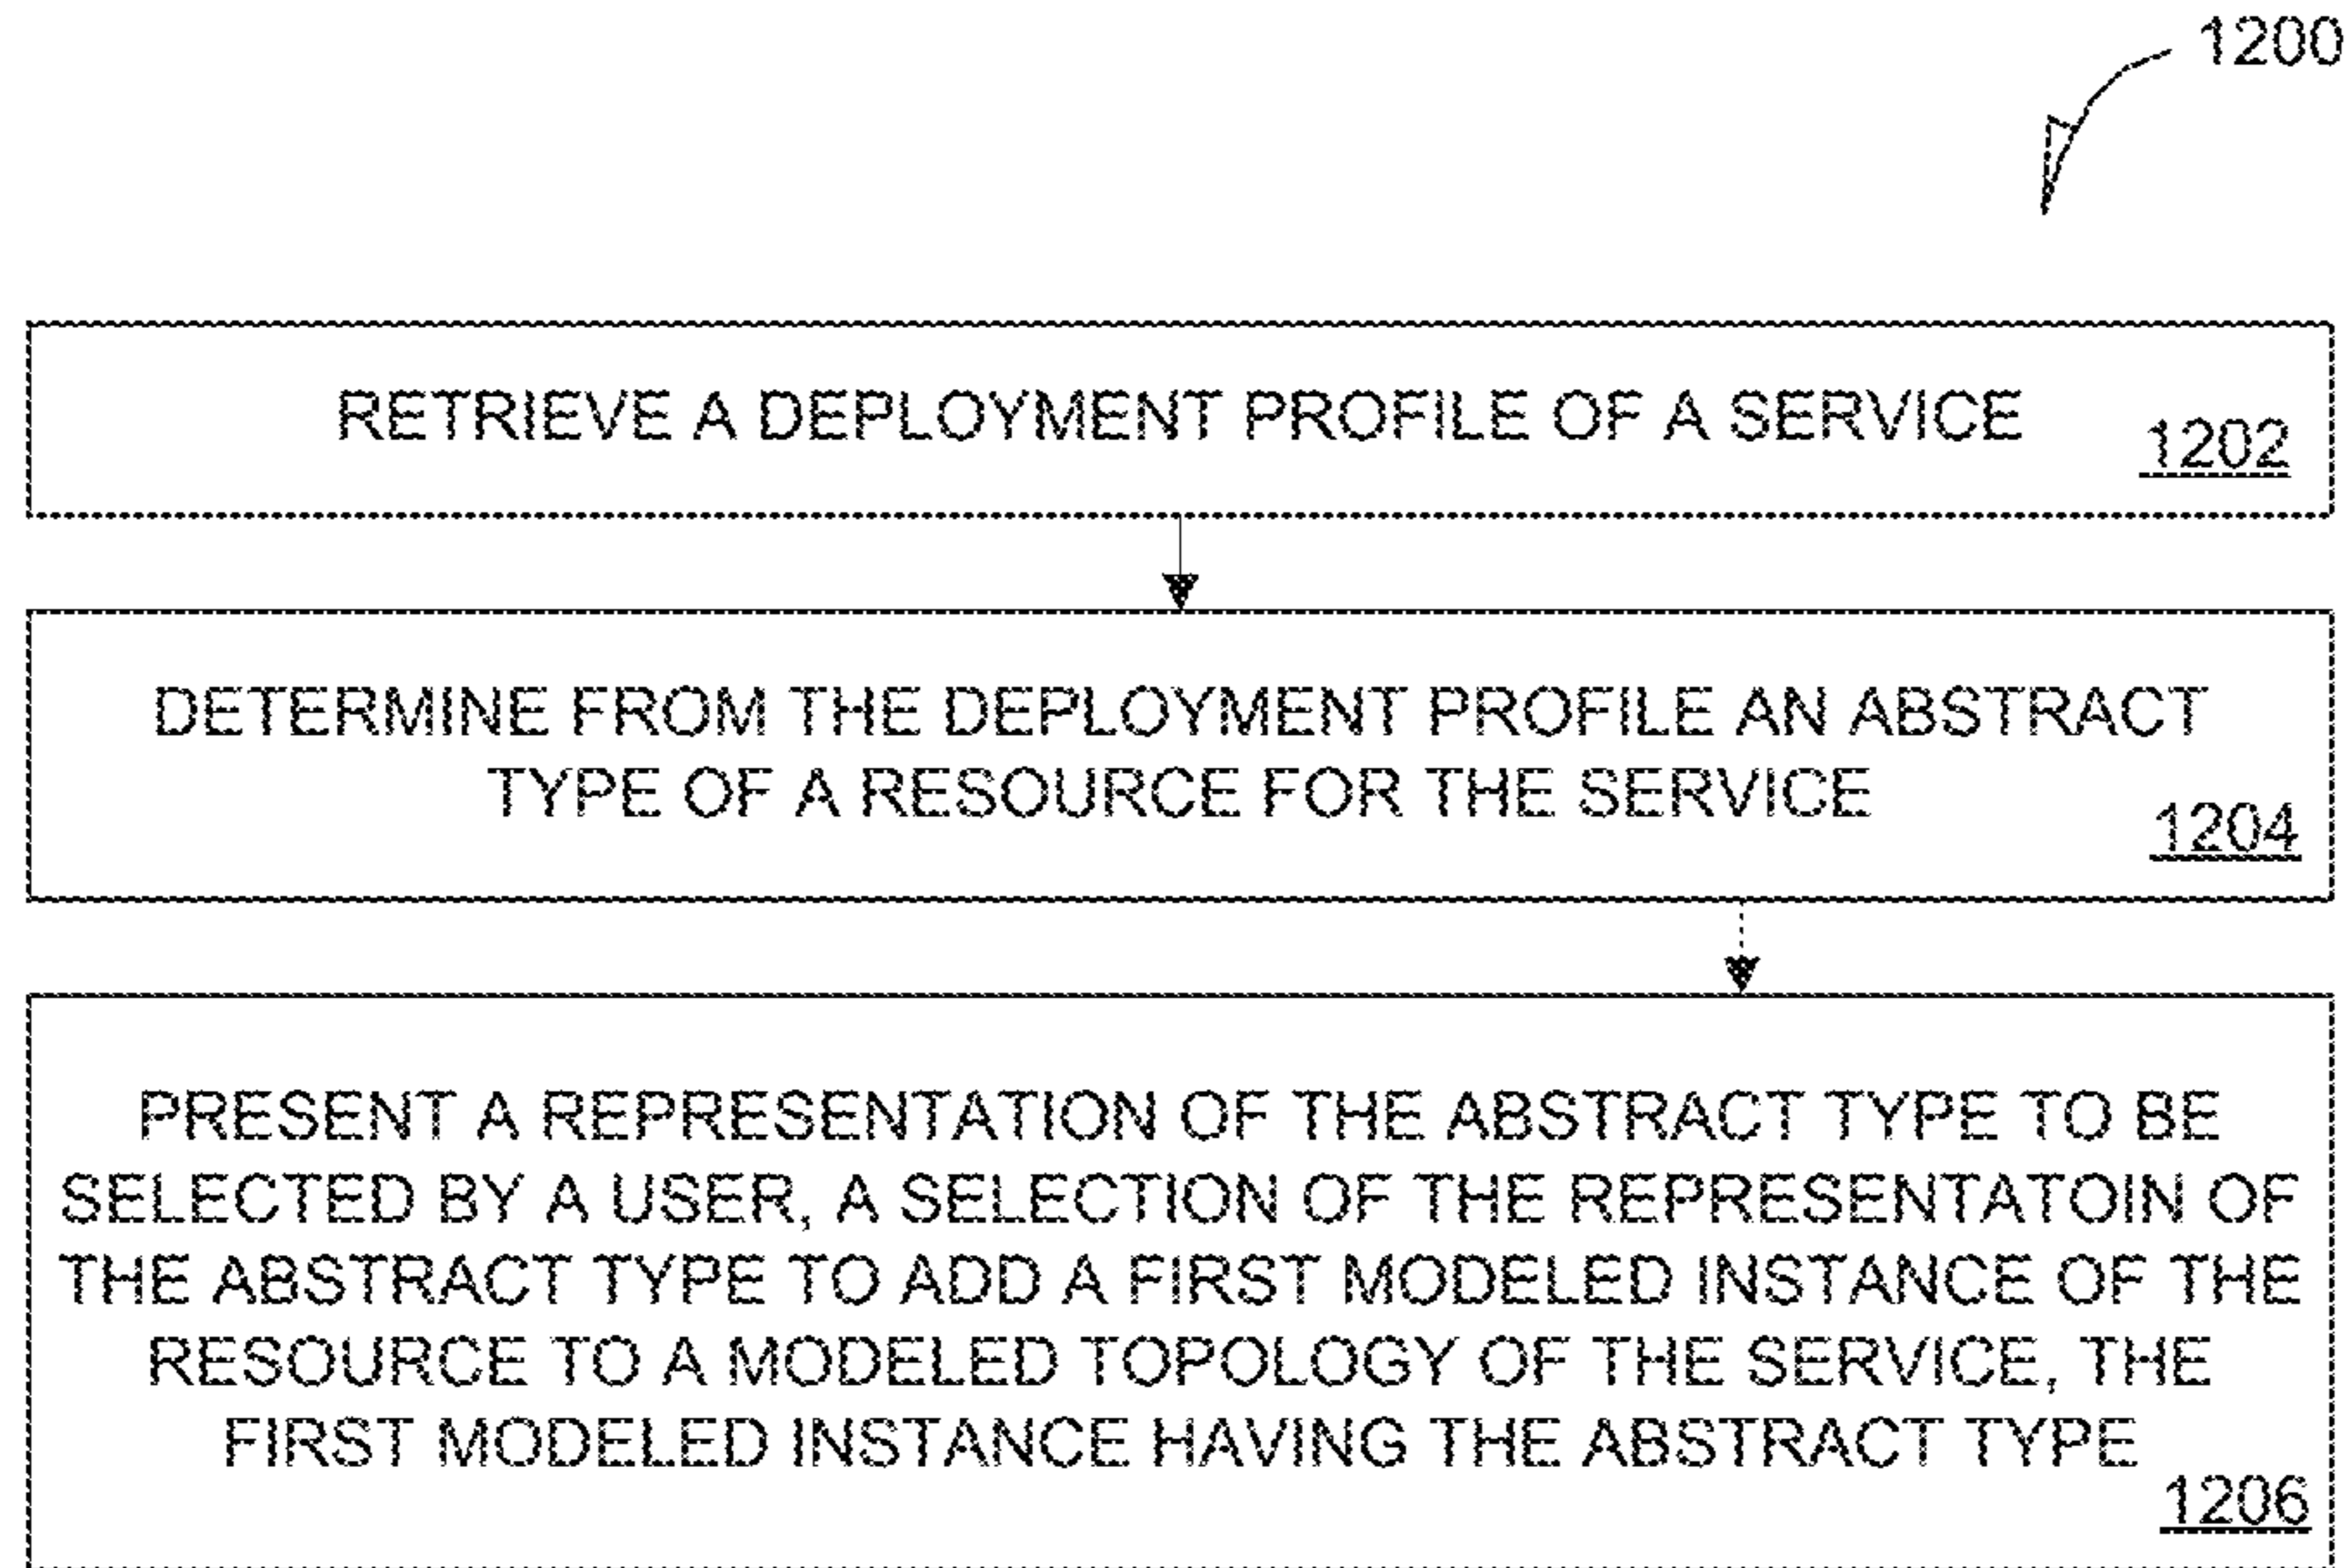 1200
RETRIEVE A DEPLOYMENT PROFILE OF A SERVICE
1202
DETERMINE FROM THE DEPLOYMENT PROFILE AN ABSTRACT
TYPE OF A RESOURCE FOR THE SERVICE
1204
PRESENT A REPRESENTATION OF THE ABSTRACT TYPE TO BE
SELECTED BY A USER, A SELECTION OF THE REPRESENTATOIN OF
THE ABSTRACT TYPE TO ADD A FIRST MODELED INSTANCE OF THE
RESOURCE TO A MODELED TOPOLOGY OF THE SERVICE, THE
FIRST MODELED INSTANCE HAVING THE ABSTRACT TYPE
1206